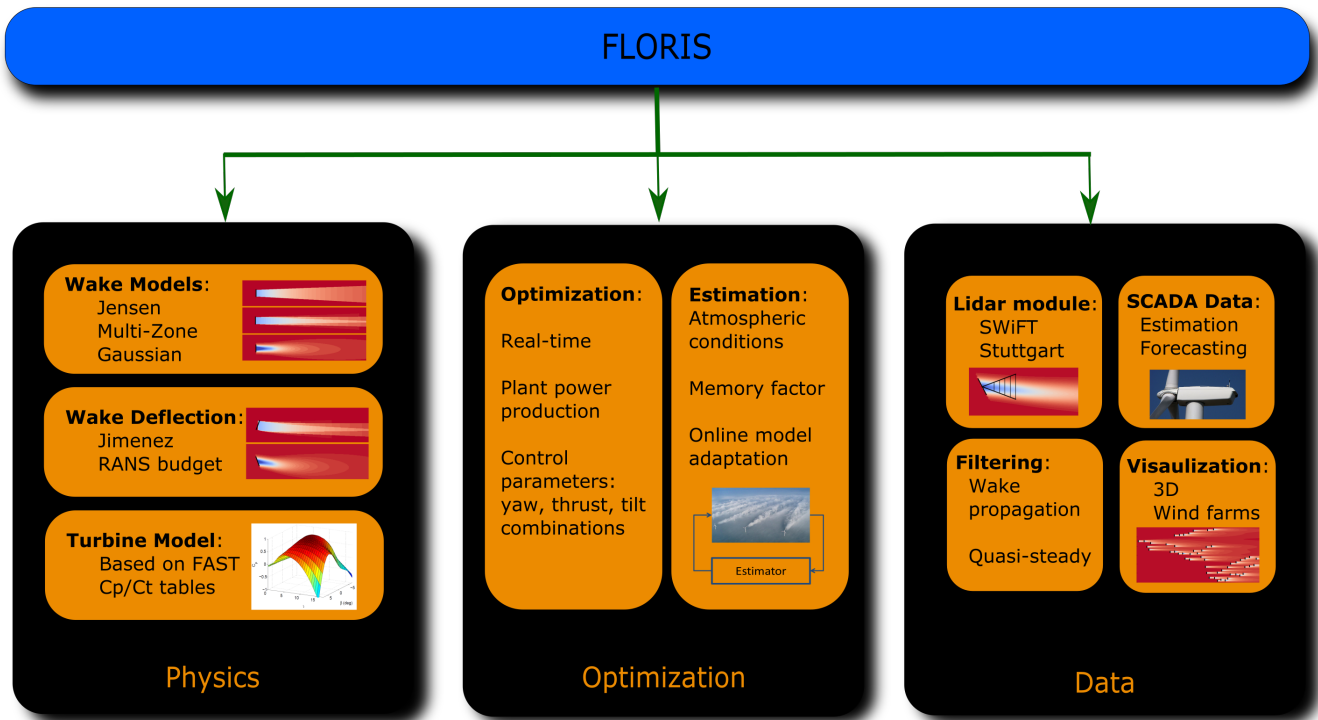 FLORIS
Wake Models:
Jensen
Multi-Zone
Gaussian
Wake Deflection:
Jimenez
RANS budget
Turbine Model:
Based on FAST
Cp/Ct tables
Physics
Optimization:
Real-time
Plant power
production
Control
parameters:
yaw, thrust, tilt
combinations
Estimation:
Atmospheric
conditions
Memory factor
Online model
adaptation
Estimator
Optimization
Lidar module:
SWiFT
Stuttgart
SCADA Data:
Estimation
Forecasting
Filtering:
Wake
propagation
Quasi-steady
Visaulization:
3D
Wind farms
Data